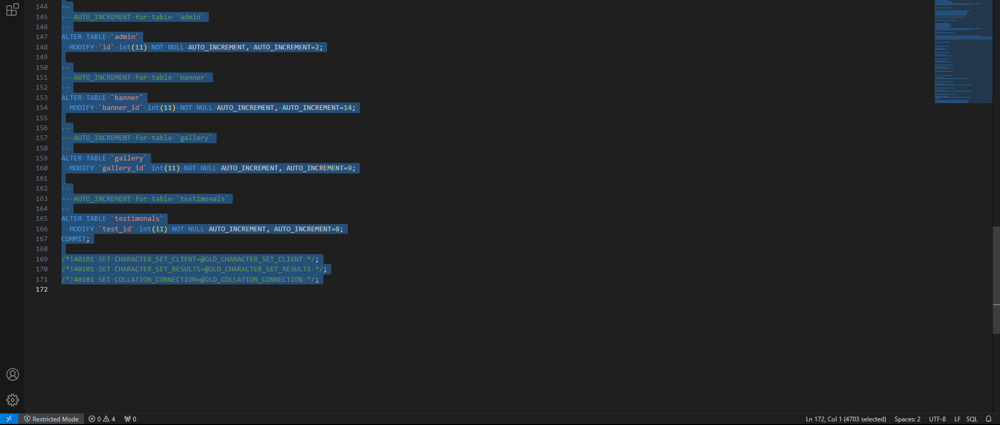 144 --
145 -- AUTO_INCREMENT for table `admin`
146 --
147 ALTER TABLE `admin`
148   MODIFY `id` int(11) NOT NULL AUTO_INCREMENT, AUTO_INCREMENT=2;
149
150 --
151 -- AUTO_INCREMENT for table `banner`
152 --
153 ALTER TABLE `banner`
154   MODIFY `banner_id` int(11) NOT NULL AUTO_INCREMENT, AUTO_INCREMENT=14;
155
156 --
157 -- AUTO_INCREMENT for table `gallery`
158 --
159 ALTER TABLE `gallery`
160   MODIFY `gallery_id` int(11) NOT NULL AUTO_INCREMENT, AUTO_INCREMENT=9;
161
162 --
163 -- AUTO_INCREMENT for table `testimonals`
164 --
165 ALTER TABLE `testimonals`
166   MODIFY `test_id` int(11) NOT NULL AUTO_INCREMENT, AUTO_INCREMENT=8;
167 COMMIT;
168
169 /*!40101 SET CHARACTER_SET_CLIENT=@OLD_CHARACTER_SET_CLIENT */;
170 /*!40101 SET CHARACTER_SET_RESULTS=@OLD_CHARACTER_SET_RESULTS */;
171 /*!40101 SET COLLATION_CONNECTION=@OLD_COLLATION_CONNECTION */;
172
Restricted Mode 0 4 0 Ln 172, Col 1 (4703 selected) Spaces: 2 UTF-8 LF SQL